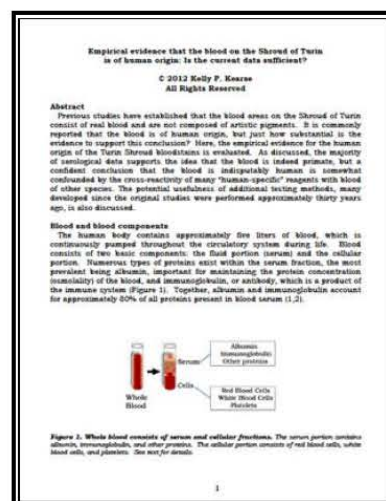 Empirical evidence that the blood on the Shroud of Turin
is of human origin: Is the current data sufficient?
© 2012 Kelly P. Kearse
All Rights Reserved
Abstract
Previous studies have established that the blood areas on the Shroud of Turin
consist of real blood and are not composed of artistic pigments. It is commonly
reported that the blood is of human origin, but just how substantial is the
evidence to support this conclusion? Here, the empirical evidence for the human
origin of the Turin Shroud bloodstains is evaluated. As discussed, the majority
of serological data supports the idea that the blood is indeed primate, but a
confident conclusion that the blood is indisputably human is somewhat
confounded by the cross-reactivity of many "human-specific" reagents with blood
of other species. The potential usefulness of additional testing methods, many
developed since the original studies were performed approximately thirty years
ago, is also discussed.
Blood and blood components
The human body contains approximately five liters of blood, which is
continuously pumped throughout the circulatory system during life. Blood
consists of two basic components: the fluid portion (serum) and the cellular
portion. Numerous types of proteins exist within the serum fraction, the most
prevalent being albumin, important for maintaining the protein concentration
(osmolality) of the blood, and immunoglobulin, or antibody, which is a product of
the immune system (Figure 1). Together, albumin and immunoglobulin account
for approximately 80% of all proteins present in blood serum (1,2).
Albumin
Immunoglobulin
Other proteins
Serum
Cells
Red Blood Cells
White Blood Cells
Platelets
Whole
Blood
Figure 1. Whole blood consists of serum and cellular fractions. The serum portion contains
albumin, immunoglobulin, and other proteins. The cellular portion consists of red blood cells, white
blood cells, and platelets. See text for details.
1